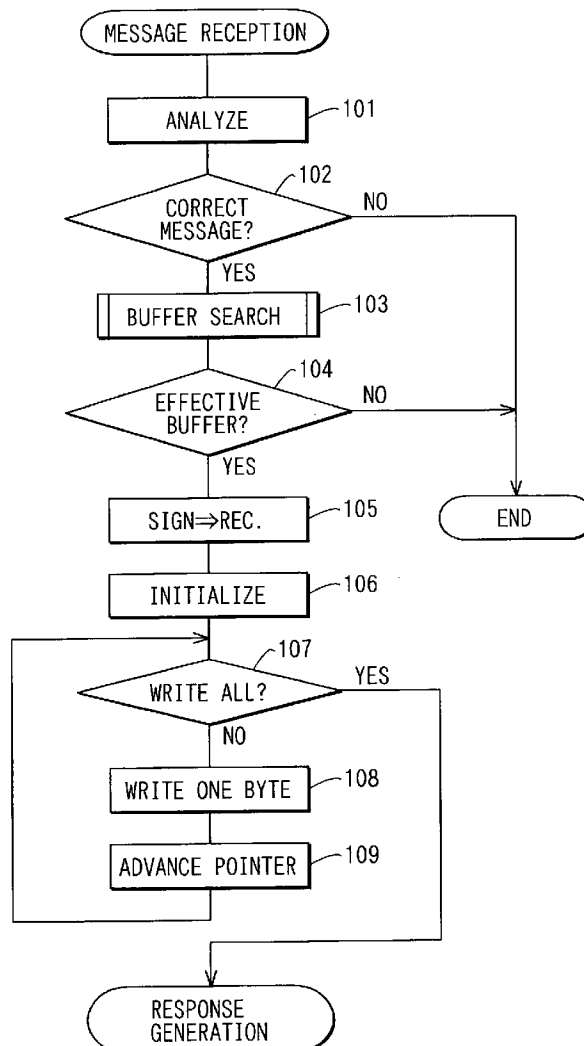 MESSAGE RECEPTION
101
ANALYZE
102
CORRECT
MESSAGE?
NO
YES
103
BUFFER SEARCH
104
EFFECTIVE
BUFFER?
NO
YES
105
SIGN⇒REC.
END
106
INITIALIZE
107
WRITE ALL?
YES
NO
108
WRITE ONE BYTE
109
ADVANCE POINTER
RESPONSE
GENERATION